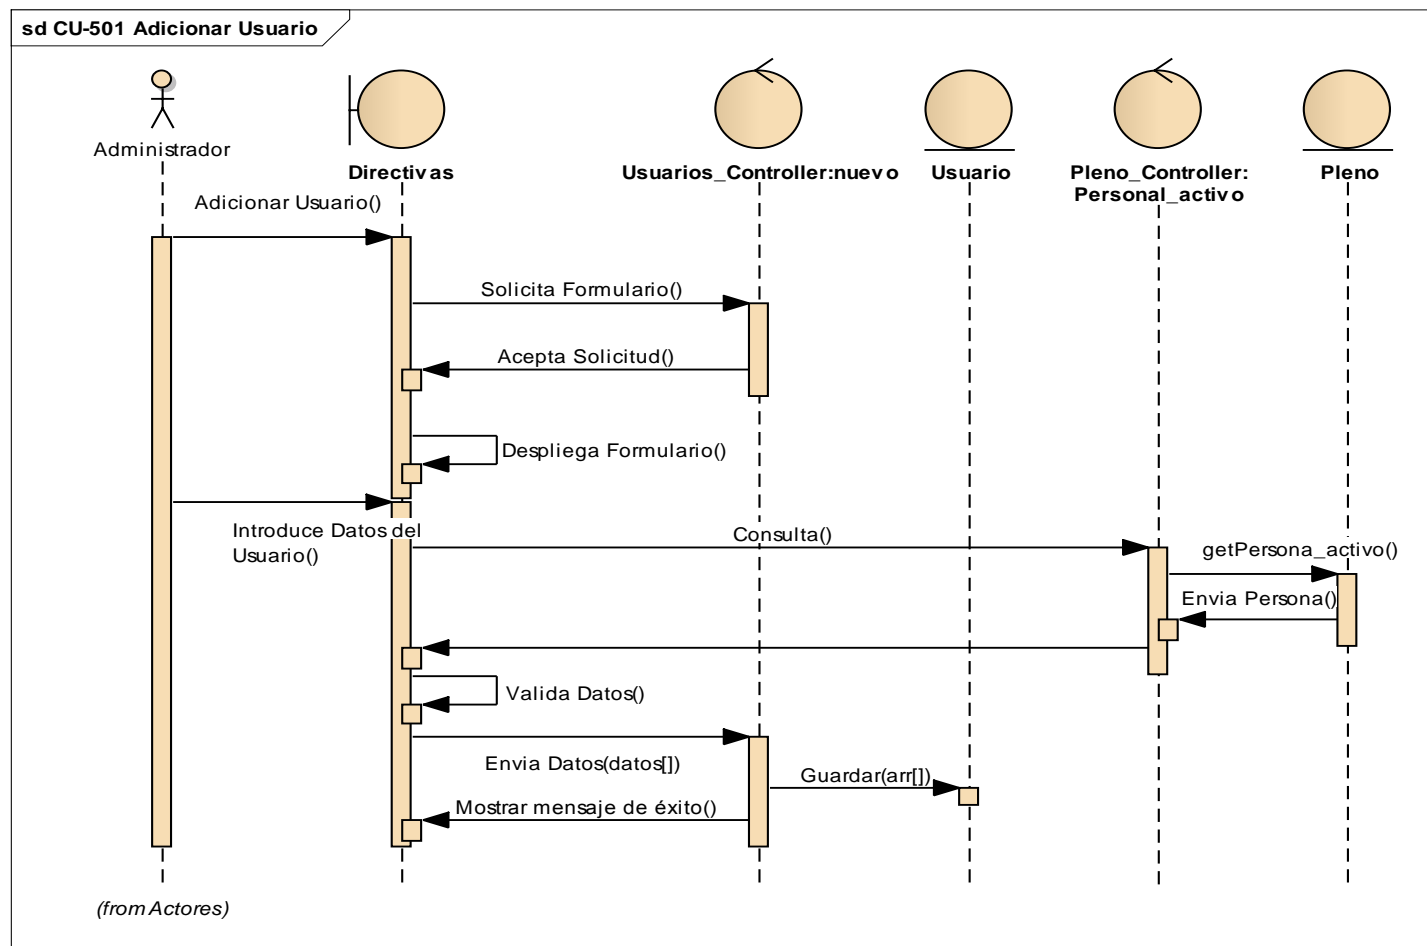 sd CU-501 Adicionar Usuario
Administrador
Directivas
Usuarios_Controller:nuevo
Usuario
Pleno_Controller:
Personal_activo
Pleno
Adicionar Usuario()
Solicita Formulario()
Acepta Solicitud()
Despliega Formulario()
Introduce Datos del
Usuario()
Consulta()
getPersona_activo()
Envia Persona()
Valida Datos()
Envia Datos(datos[])
Guardar(arr[])
Mostrar mensaje de éxito()
(from Actores)